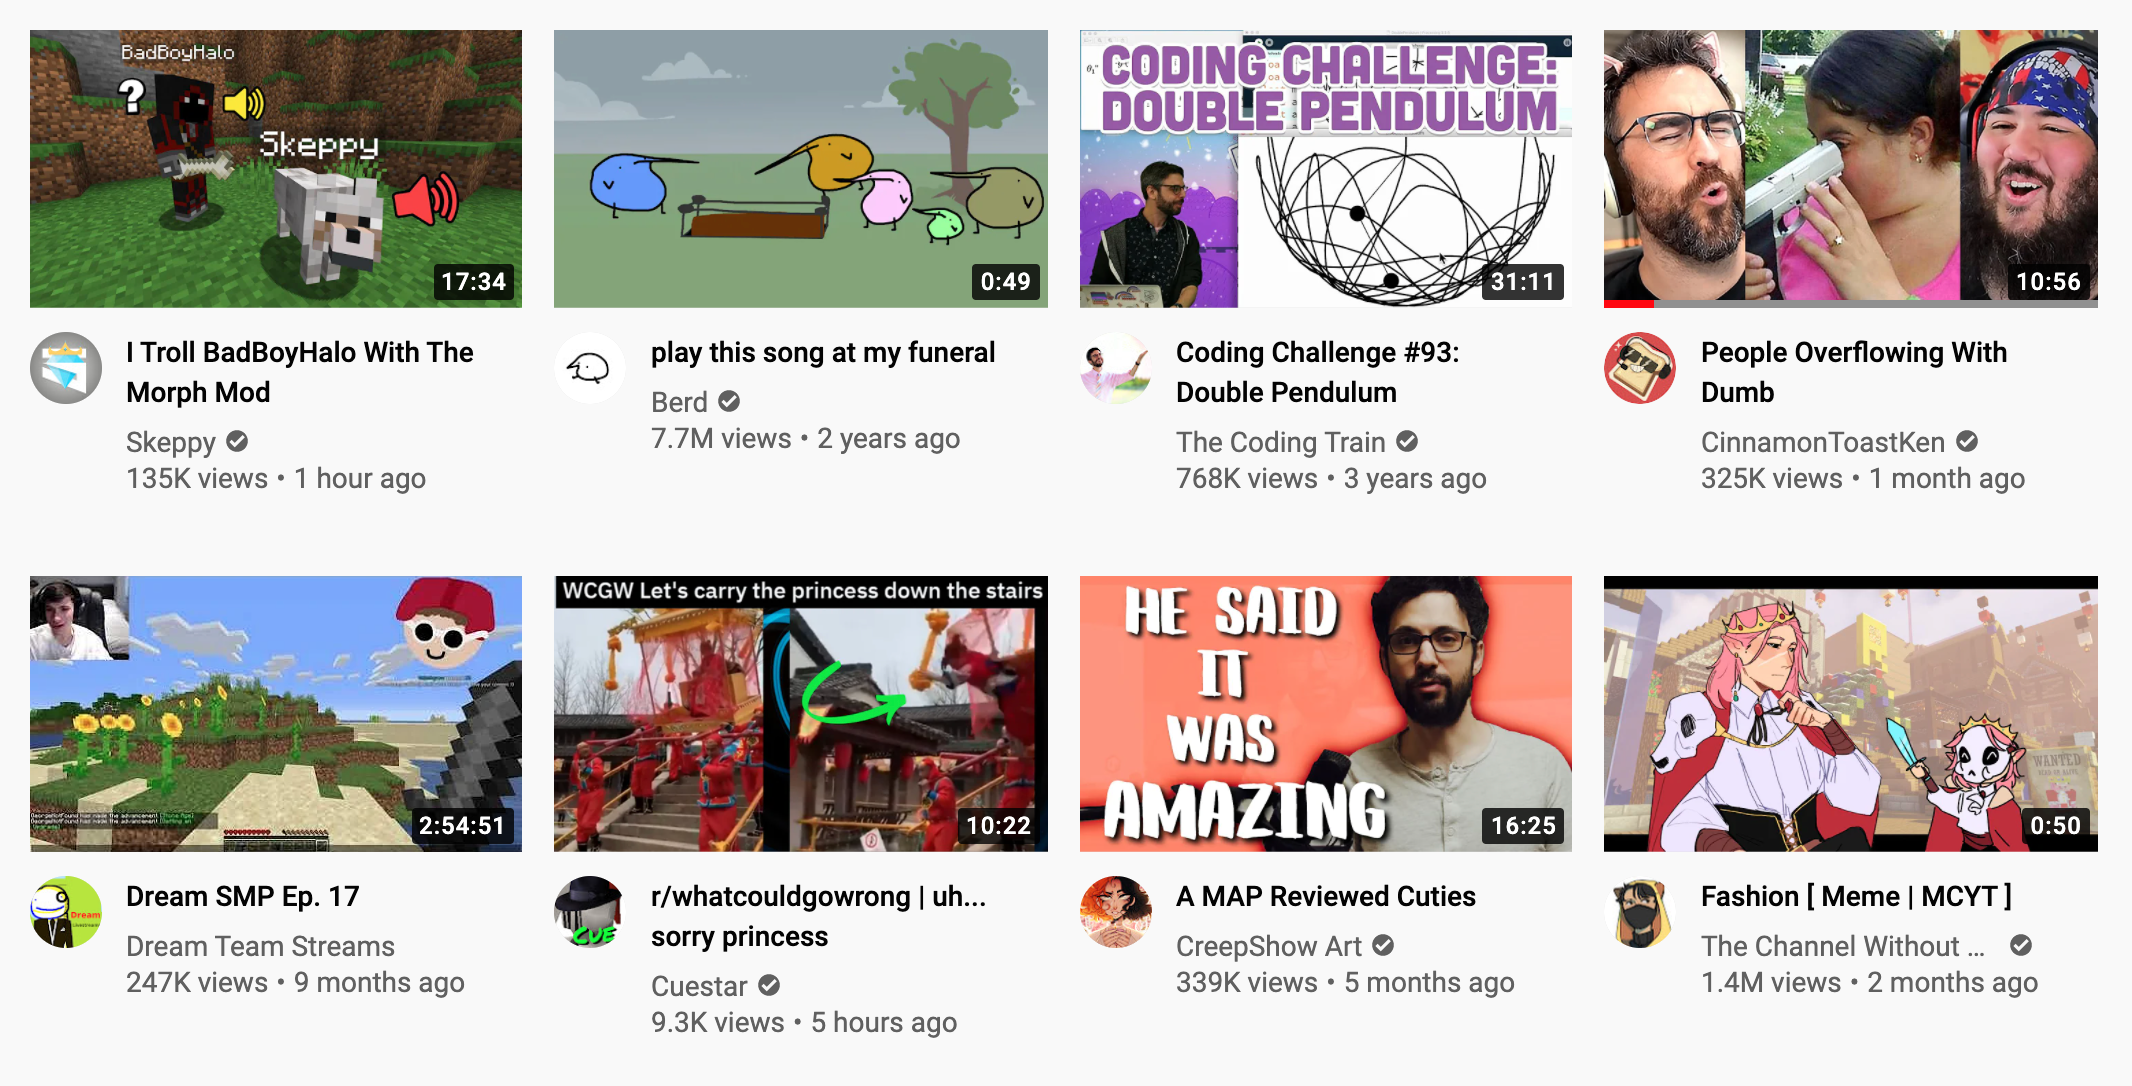 BadBoyHalo
?
Skeppy
17:34
I Troll BadBoyHalo With The
Morph Mod
Skeppy
135K views • 1 hour ago
0:49
play this song at my funeral
Berd
7.7M views • 2 years ago
CODING CHALLENGE:
DOUBLE PENDULUM
31:11
Coding Challenge #93:
Double Pendulum
The Coding Train
768K views • 3 years ago
10:56
People Overflowing With
Dumb
CinnamonToastKen
325K views • 1 month ago
2:54:51
Dream
Dream SMP Ep. 17
Dream Team Streams
247K views • 9 months ago
WCGW Let's carry the princess down the stairs
10:22
CUE
r/whatcouldgowrong | uh...
sorry princess
Cuestar
9.3K views • 5 hours ago
HE SAID
IT
WAS
AMAZING
16:25
A MAP Reviewed Cuties
CreepShow Art
339K views • 5 months ago
WANTED
DEAD OR ALIVE
0:50
Fashion [ Meme | MCYT ]
The Channel Without ...
1.4M views • 2 months ago